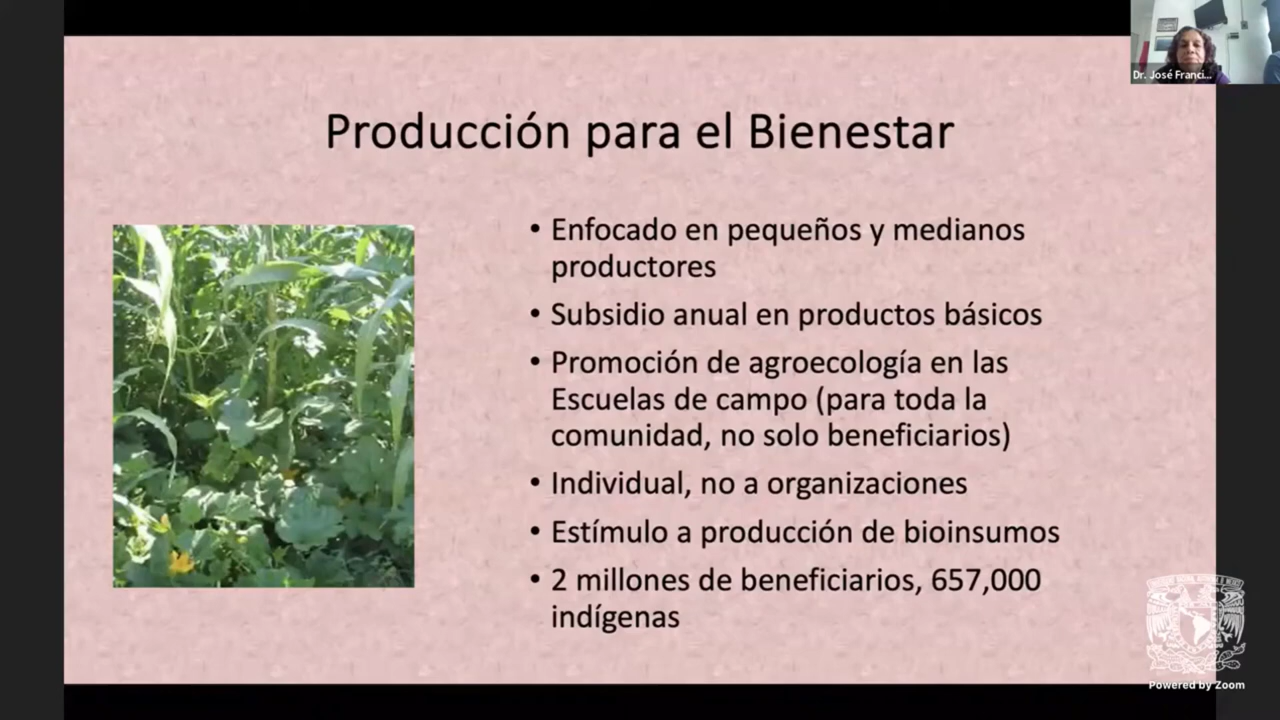 Dr. José Franci...
Producción para el Bienestar
• Enfocado en pequeños y medianos
productores
• Subsidio anual en productos básicos
• Promoción de agroecología en las
Escuelas de campo (para toda la
comunidad, no solo beneficiarios)
• Individual, no a organizaciones
• Estímulo a producción de bioinsumos
• 2 millones de beneficiarios, 657,000
indígenas
Powered by Zoom